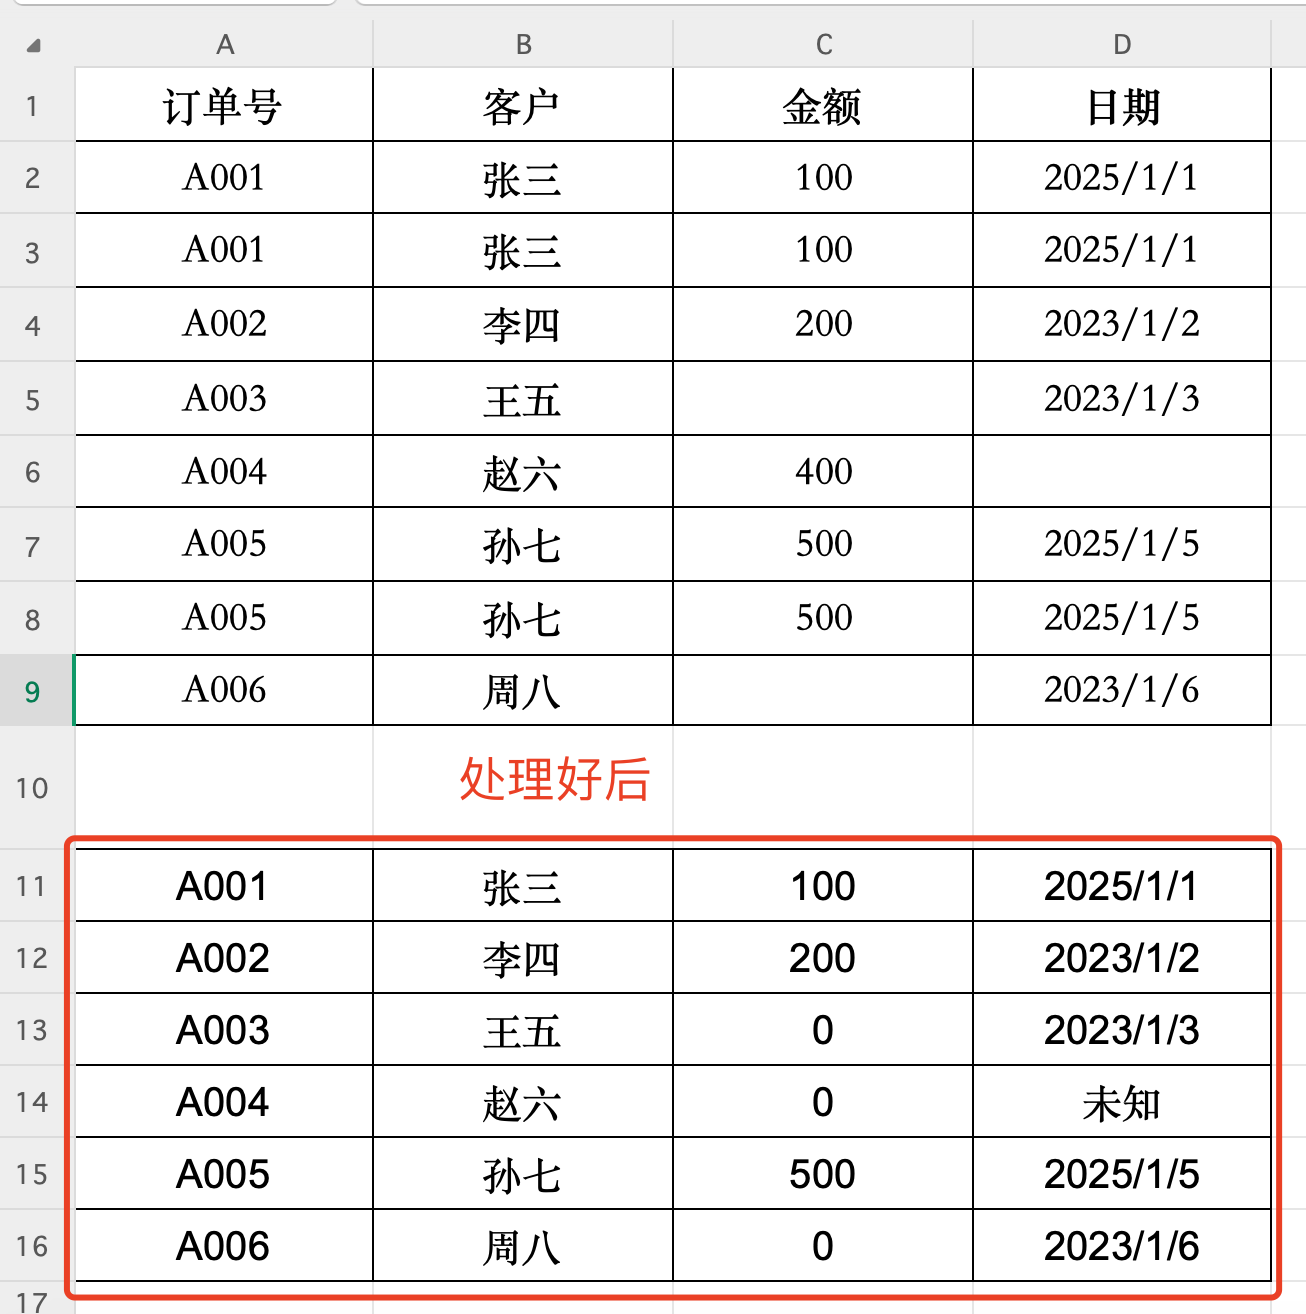 A B C D
1 订单号 客户 金额 日期
2 A001 张三 100 2025/1/1
3 A001 张三 100 2025/1/1
4 A002 李四 200 2023/1/2
5 A003 王五 2023/1/3
6 A004 赵六 400
7 A005 孙七 500 2025/1/5
8 A005 孙七 500 2025/1/5
9 A006 周八 2023/1/6
10 处理好后
11 A001 张三 100 2025/1/1
12 A002 李四 200 2023/1/2
13 A003 王五 0 2023/1/3
14 A004 赵六 0 未知
15 A005 孙七 500 2025/1/5
16 A006 周八 0 2023/1/6
17